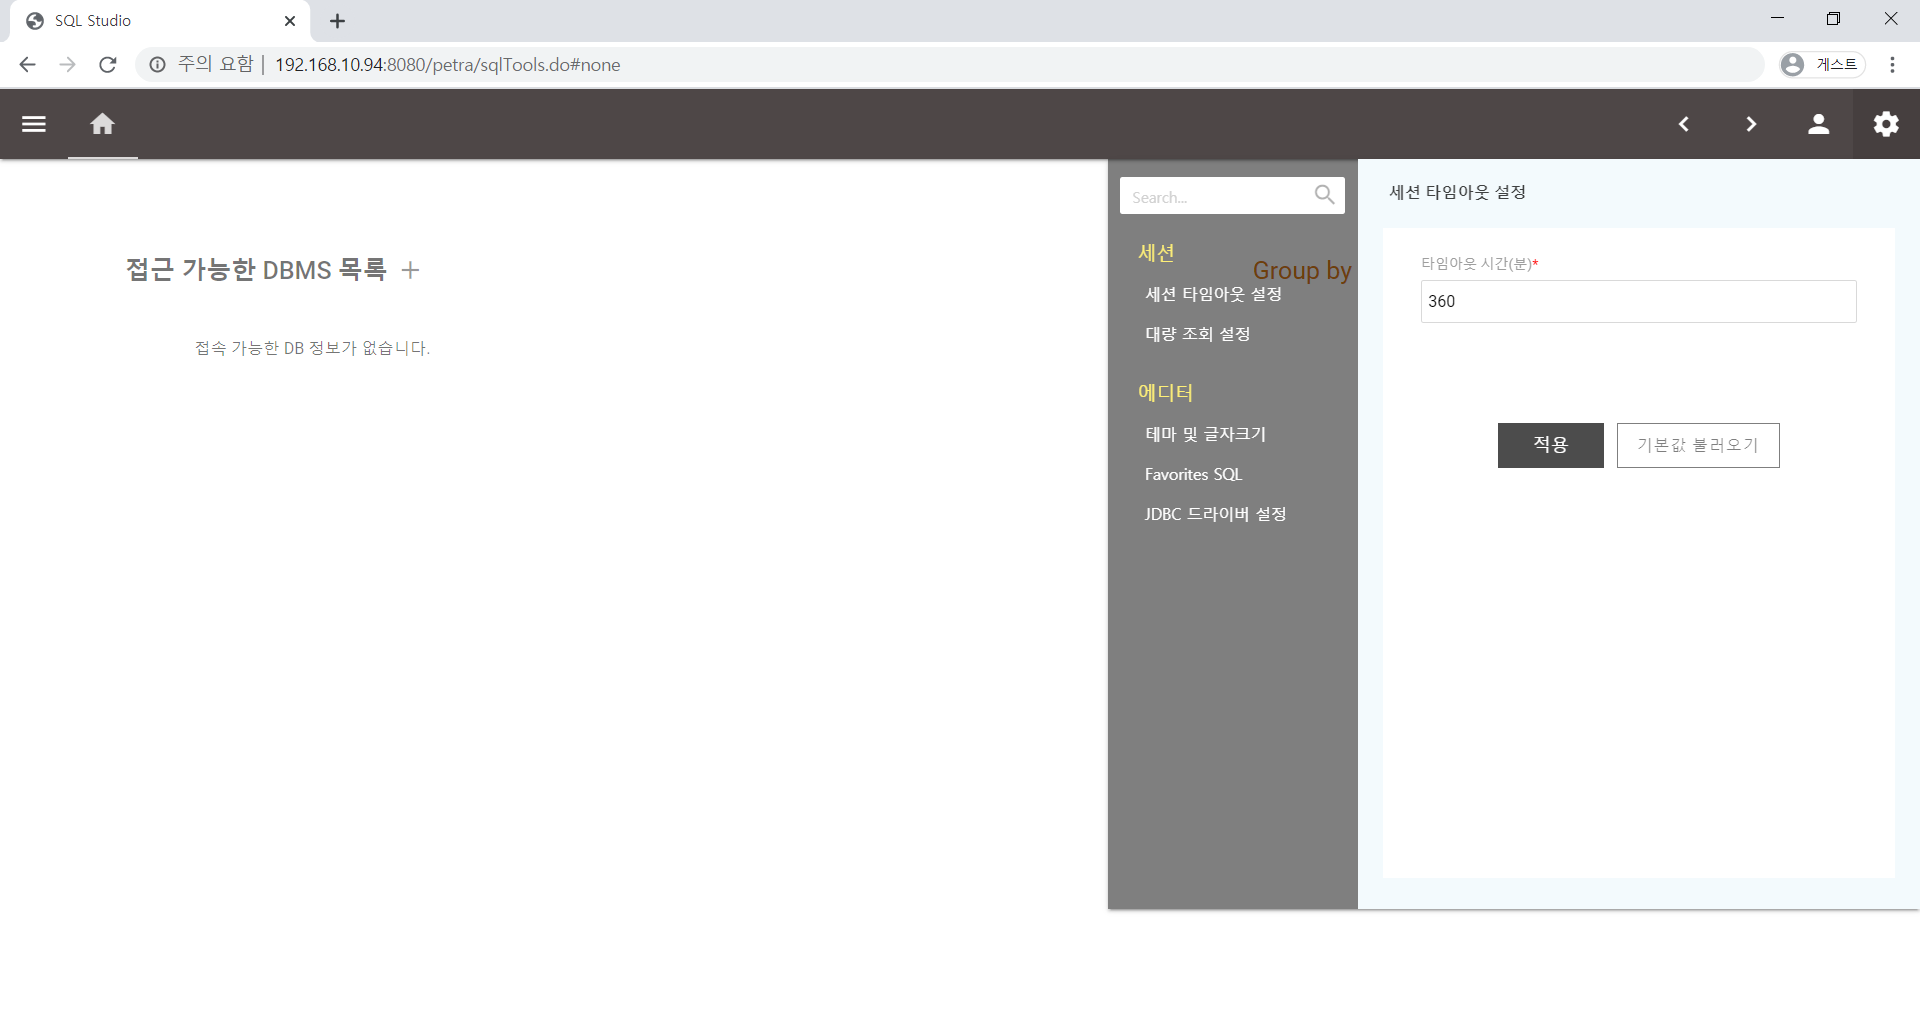 SQL Studio
주의 요함 | 192.168.10.94:8080/petra/sqlTools.do#none
게스트
접근 가능한 DBMS 목록 +
접속 가능한 DB 정보가 없습니다.
Search...
세션
Group by
세션 타임아웃 설정
대량 조회 설정
에디터
테마 및 글자크기
Favorites SQL
JDBC 드라이버 설정
세션 타임아웃 설정
타임아웃 시간(분)*
360
적용
기본값 불러오기